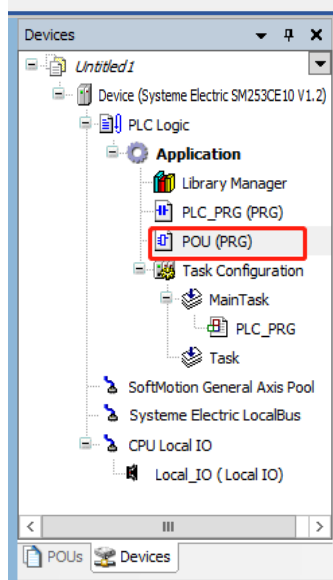 Devices
Untitled1
Device (Systeme Electric SM253CE10 V1.2)
PLC Logic
Application
Library Manager
PLC_PRG (PRG)
POU (PRG)
Task Configuration
MainTask
PLC_PRG
Task
SoftMotion General Axis Pool
Systeme Electric LocalBus
CPU Local IO
Local_IO (Local IO)
POUs Devices